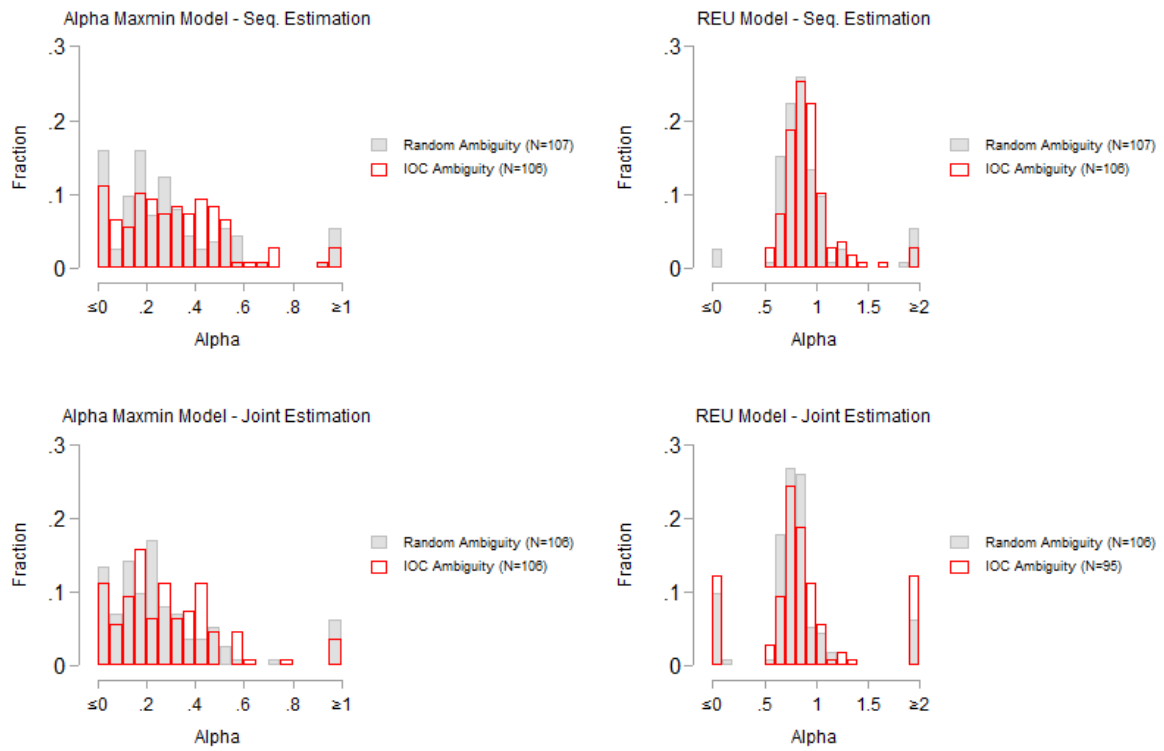 Alpha Maxmin Model - Seq. Estimation
.3
.2
.1
0
Fraction
≤0 .2 .4 .6 .8 ≥1
Alpha
Random Ambiguity (N=107)
IOC Ambiguity (N=106)
REU Model - Seq. Estimation
.3
.2
.1
0
Fraction
≤0 .5 1 1.5 ≥2
Alpha
Random Ambiguity (N=107)
IOC Ambiguity (N=106)
Alpha Maxmin Model - Joint Estimation
.3
.2
.1
0
Fraction
≤0 .2 .4 .6 .8 ≥1
Alpha
Random Ambiguity (N=106)
IOC Ambiguity (N=106)
REU Model - Joint Estimation
.3
.2
.1
0
Fraction
≤0 .5 1 1.5 ≥2
Alpha
Random Ambiguity (N=106)
IOC Ambiguity (N=95)